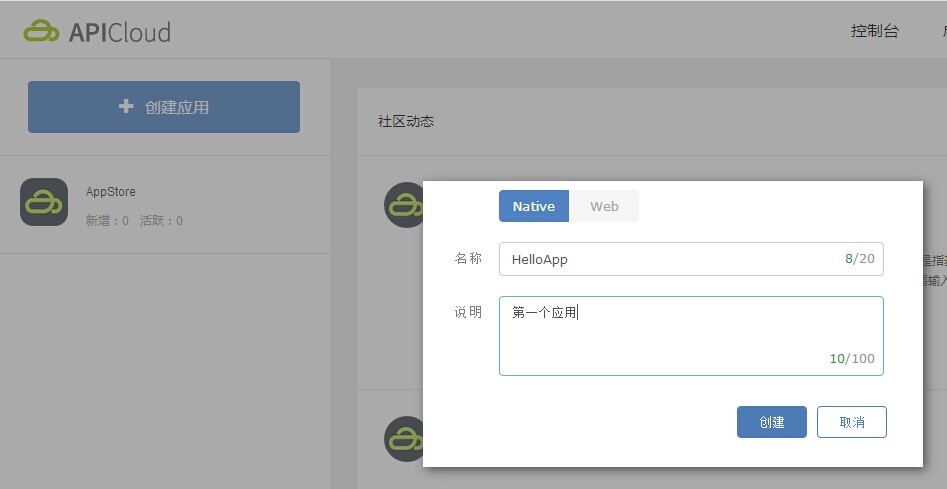 APICloud
控制台
创建应用
AppStore
新增：0 活跃：0
社区动态
Native
Web
名称
HelloApp
8/20
说明
第一个应用
10/100
创建
取消
是指